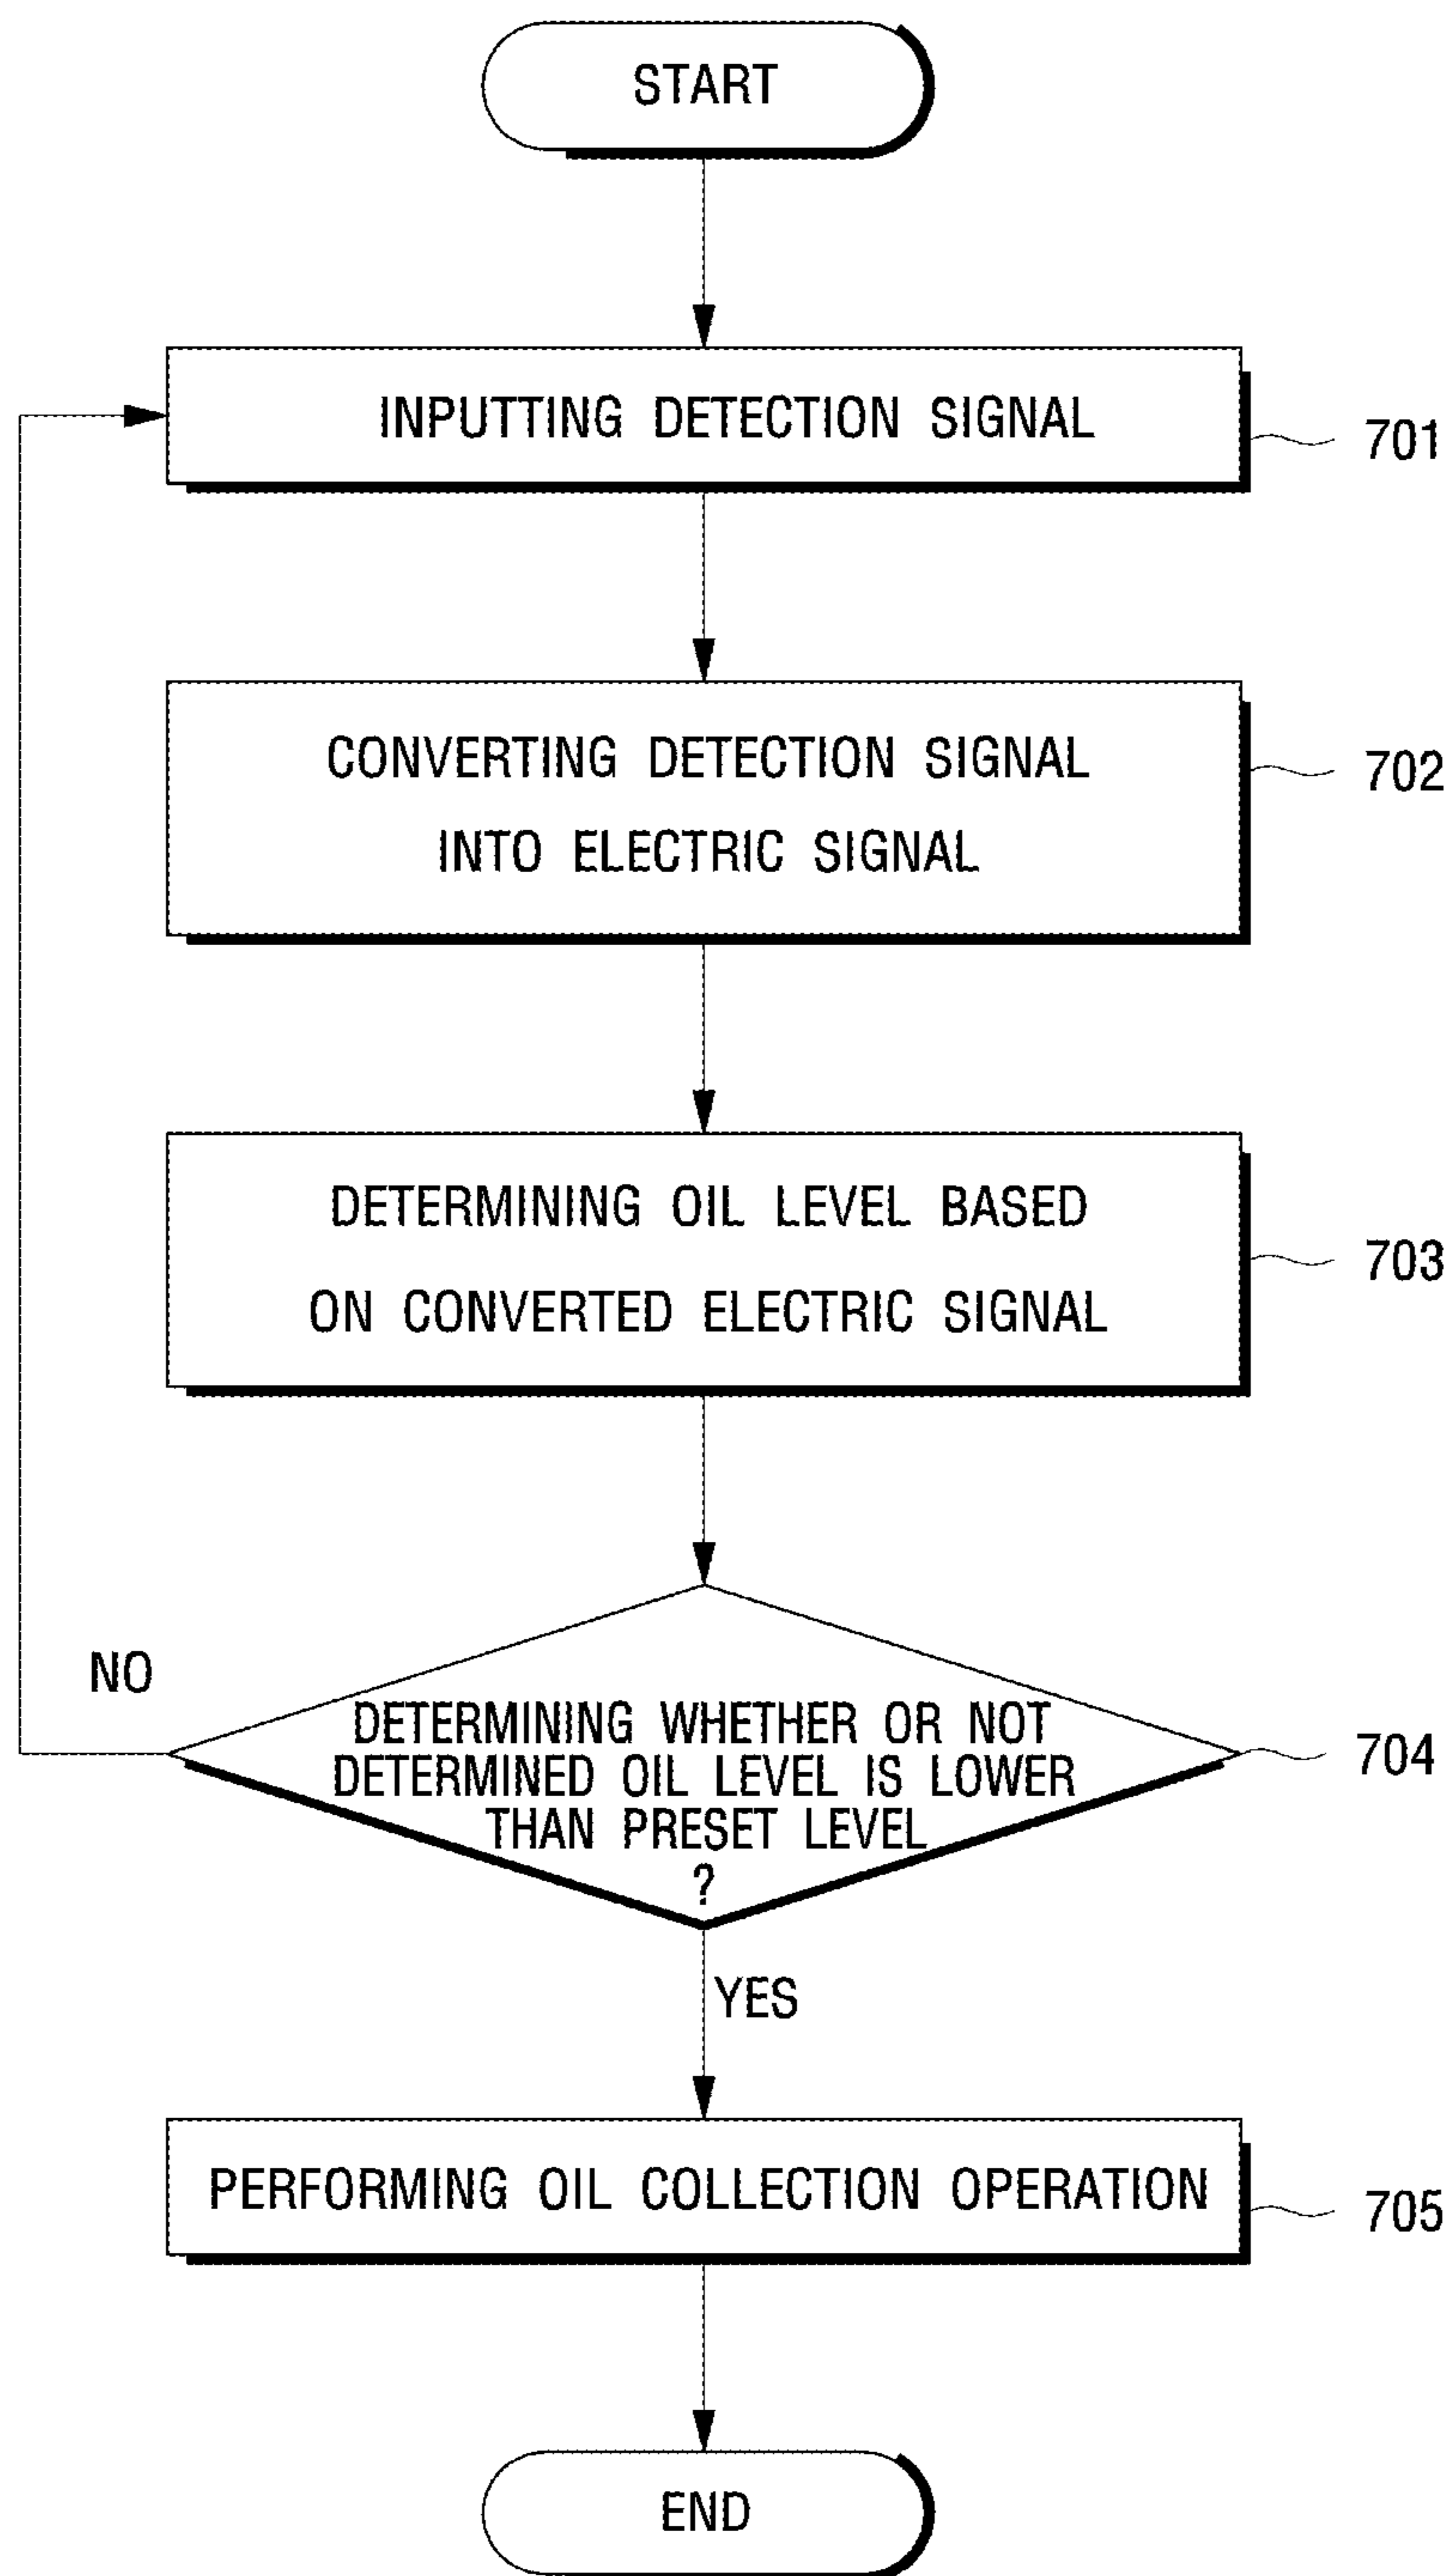 START
INPUTTING DETECTION SIGNAL
701
CONVERTING DETECTION SIGNAL
INTO ELECTRIC SIGNAL
702
DETERMINING OIL LEVEL BASED
ON CONVERTED ELECTRIC SIGNAL
703
NO
DETERMINING WHETHER OR NOT
DETERMINED OIL LEVEL IS LOWER
THAN PRESET LEVEL
?
704
YES
PERFORMING OIL COLLECTION OPERATION
705
END